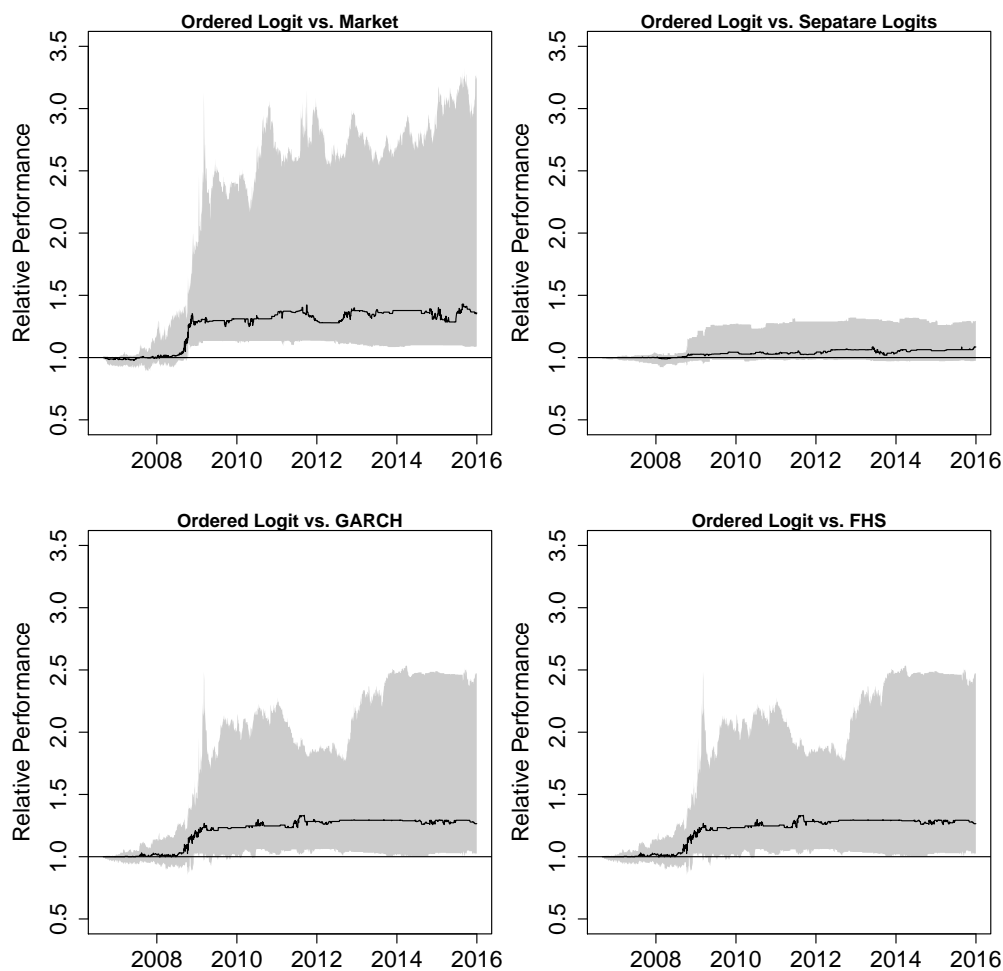 Ordered Logit vs. Market
Relative Performance
3.5
3.0
2.5
2.0
1.5
1.0
0.5
2008 2010 2012 2014 2016
Ordered Logit vs. Sepatare Logits
Relative Performance
3.5
3.0
2.5
2.0
1.5
1.0
0.5
2008 2010 2012 2014 2016
Ordered Logit vs. GARCH
Relative Performance
3.5
3.0
2.5
2.0
1.5
1.0
0.5
2008 2010 2012 2014 2016
Ordered Logit vs. FHS
Relative Performance
3.5
3.0
2.5
2.0
1.5
1.0
0.5
2008 2010 2012 2014 2016